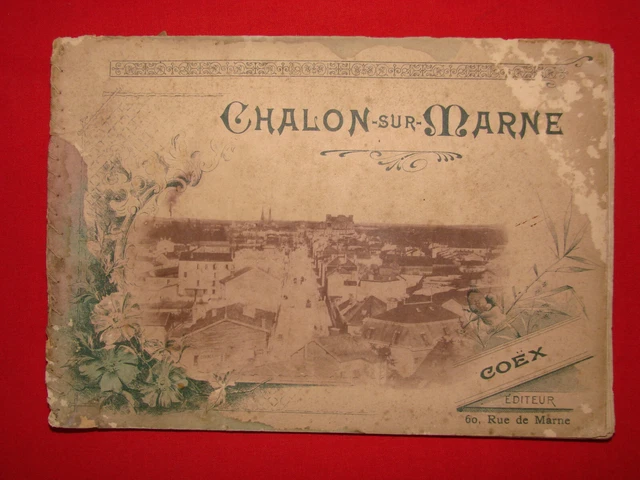 CHALON-SUR-MARNE
COËX
ÉDITEUR
60, Rue de Marne